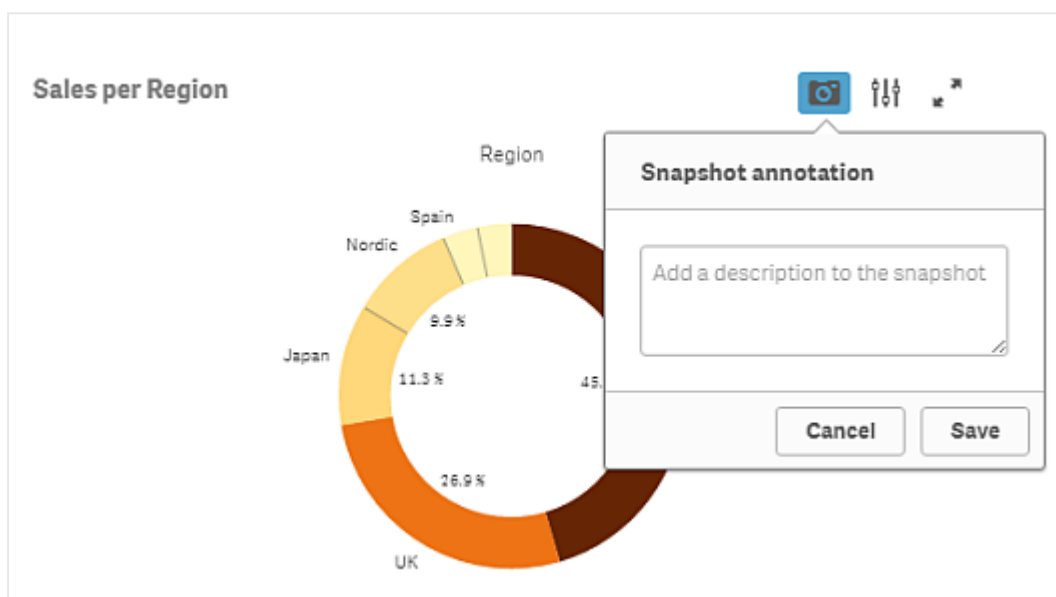 Sales per Region
Region
Snapshot annotation
Add a description to the snapshot
Cancel
Save
Spain
Nordic
9.9%
Japan
11.3%
45.
26.9%
UK